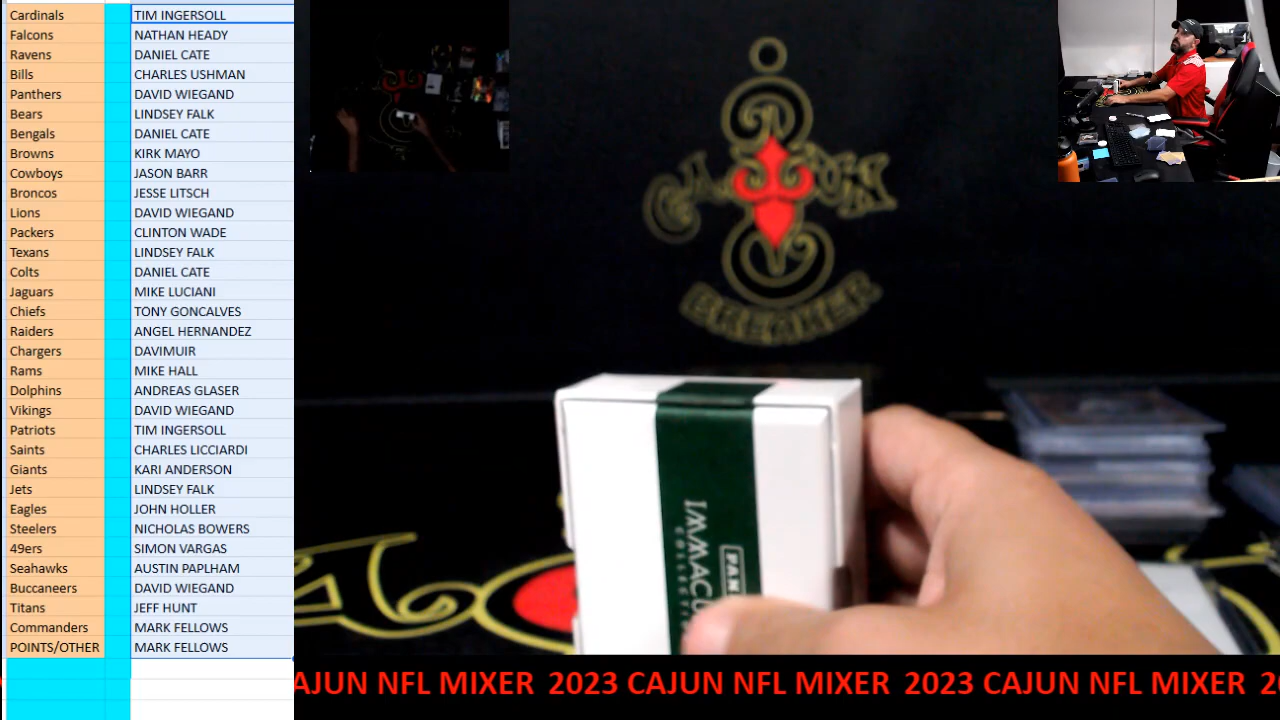 Cardinals TIM INGERSOLL
Falcons NATHAN HEADY
Ravens DANIEL CATE
Bills CHARLES USHMAN
Panthers DAVID WIEGAND
Bears LINDSEY FALK
Bengals DANIEL CATE
Browns KIRK MAYO
Cowboys JASON BARR
Broncos JESSE LITSCH
Lions DAVID WIEGAND
Packers CLINTON WADE
Texans LINDSEY FALK
Colts DANIEL CATE
Jaguars MIKE LUCIANI
Chiefs TONY GONCALVES
Raiders ANGEL HERNANDEZ
Chargers DAVIMUIR
Rams MIKE HALL
Dolphins ANDREAS GLASER
Vikings DAVID WIEGAND
Patriots TIM INGERSOLL
Saints CHARLES LICCIARDI
Giants KARI ANDERSON
Jets LINDSEY FALK
Eagles JOHN HOLLER
Steelers NICHOLAS BOWERS
49ers SIMON VARGAS
Seahawks AUSTIN PAPLHAM
Buccaneers DAVID WIEGAND
Titans JEFF HUNT
Commanders MARK FELLOWS
POINTS/OTHER MARK FELLOWS
BREAKER
PAN
IMMACU
COLLECTI
AJUN NFL MIXER 2023 CAJUN NFL MIXER 2023 CAJUN NFL MIXER 2